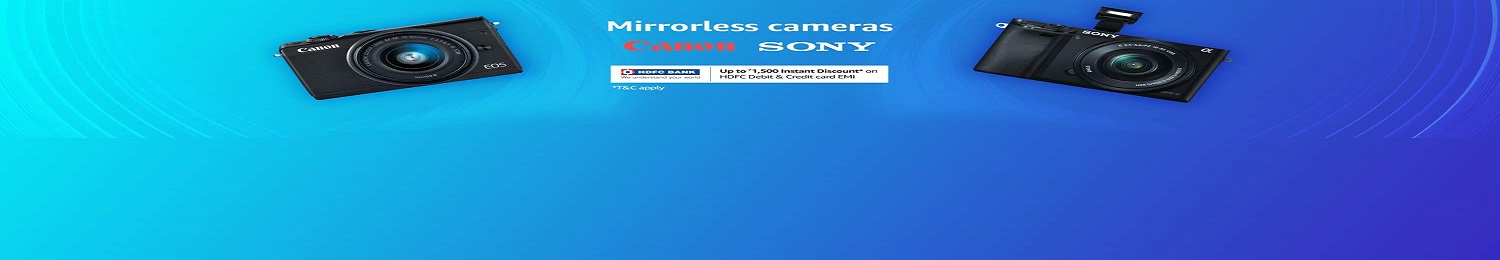 Mirrorless cameras
Canon SONY
HDFC BANK
We understand your world
Up to ₹1,500 Instant Discount* on
HDFC Debit & Credit card EMI
*T&C apply
Canon
EOS
SONY
α